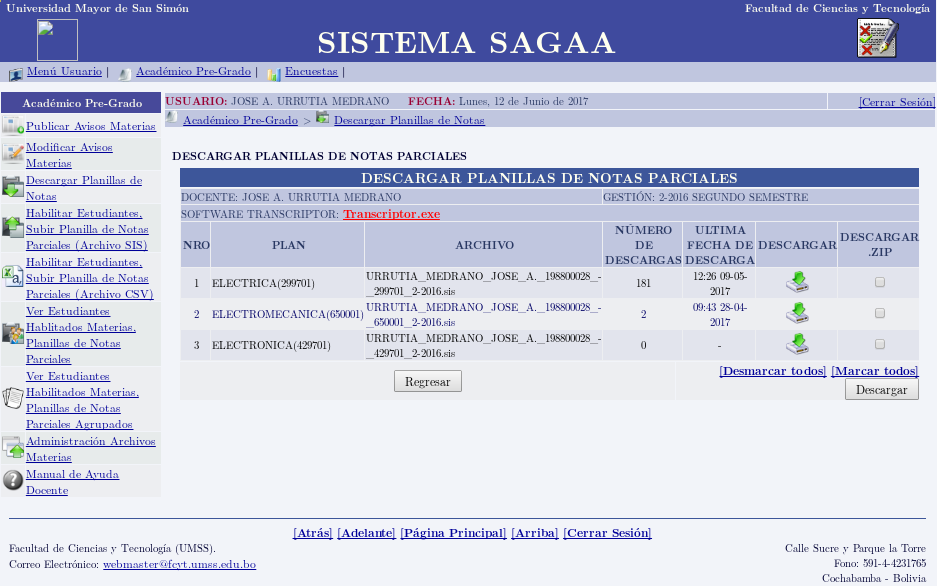 Universidad Mayor de San Simón
Facultad de Ciencias y Tecnología
SISTEMA SAGAA
Menú Usuario | Académico Pre-Grado | Encuestas |
Académico Pre-Grado
Publicar Avisos Materias
Modificar Avisos
Materias
Descargar Planillas de
Notas
Habilitar Estudiantes,
Subir Planilla de Notas
Parciales (Archivo SIS)
Habilitar Estudiantes,
Subir Planilla de Notas
Parciales (Archivo CSV)
Ver Estudiantes
Hablitados Materias,
Planillas de Notas
Parciales
Ver Estudiantes
Habilitados Materias,
Planillas de Notas
Parciales Agrupados
Administración Archivos
Materias
Manual de Ayuda
Docente
USUARIO: JOSE A. URRUTIA MEDRANO FECHA: Lunes, 12 de Junio de 2017 [Cerrar Sesión]
Académico Pre-Grado > Descargar Planillas de Notas
DESCARGAR PLANILLAS DE NOTAS PARCIALES
DESCARGAR PLANILLAS DE NOTAS PARCIALES
DOCENTE: JOSE A. URRUTIA MEDRANO GESTIÓN: 2-2016 SEGUNDO SEMESTRE
SOFTWARE TRANSCRIPTOR: Transcriptor.exe
NRO
PLAN
ARCHIVO
NÚMERO
DE
DESCARGAS
ULTIMA
FECHA DE
DESCARGA
DESCARGAR
DESCARGAR
.ZIP
1
ELECTRICA(299701)
URRUTIA_MEDRANO_JOSE_A._198800028_-
_299701_2-2016.sis
181
12:26 09-05-
2017
2
ELECTROMECANICA(650001)
URRUTIA_MEDRANO_JOSE_A._198800028_-
_650001_2-2016.sis
2
09:43 28-04-
2017
3
ELECTRONICA(429701)
URRUTIA_MEDRANO_JOSE_A._198800028_-
_429701_2-2016.sis
0
-
Regresar
[Desmarcar todos] [Marcar todos]
Descargar
[Atrás] [Adelante] [Página Principal] [Arriba] [Cerrar Sesión]
Facultad de Ciencias y Tecnología (UMSS).
Correo Electrónico: webmaster@fcyt.umss.edu.bo
Calle Sucre y Parque la Torre
Fono: 591-4-4231765
Cochabamba - Bolivia